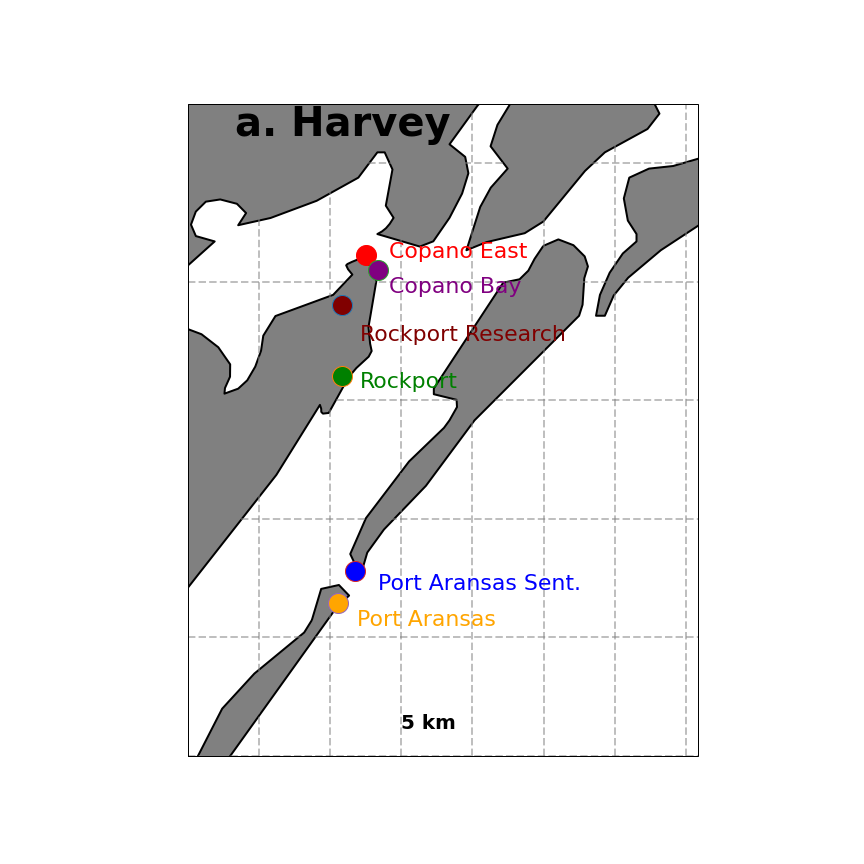 a. Harvey
Copano East
Copano Bay
Rockport Research
Rockport
Port Aransas Sent.
Port Aransas
5 km